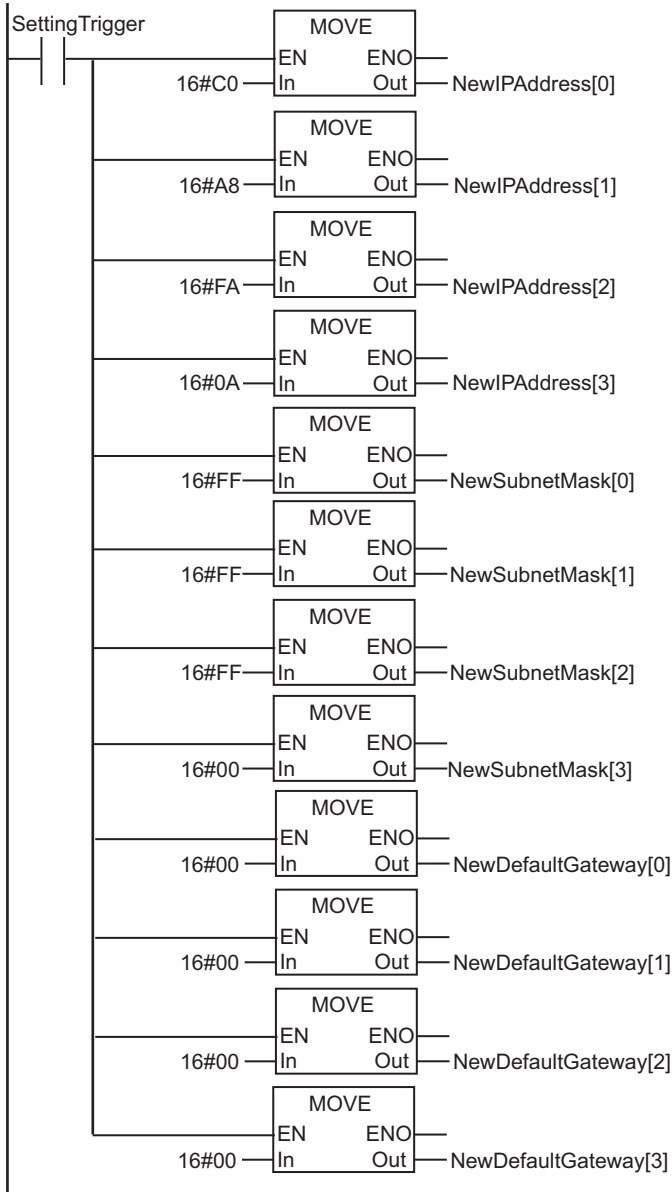 SettingTrigger
MOVE
EN ENO
16#C0 In Out NewIPAddress[0]
MOVE
EN ENO
16#A8 In Out NewIPAddress[1]
MOVE
EN ENO
16#FA In Out NewIPAddress[2]
MOVE
EN ENO
16#0A In Out NewIPAddress[3]
MOVE
EN ENO
16#FF In Out NewSubnetMask[0]
MOVE
EN ENO
16#FF In Out NewSubnetMask[1]
MOVE
EN ENO
16#FF In Out NewSubnetMask[2]
MOVE
EN ENO
16#00 In Out NewSubnetMask[3]
MOVE
EN ENO
16#00 In Out NewDefaultGateway[0]
MOVE
EN ENO
16#00 In Out NewDefaultGateway[1]
MOVE
EN ENO
16#00 In Out NewDefaultGateway[2]
MOVE
EN ENO
16#00 In Out NewDefaultGateway[3]